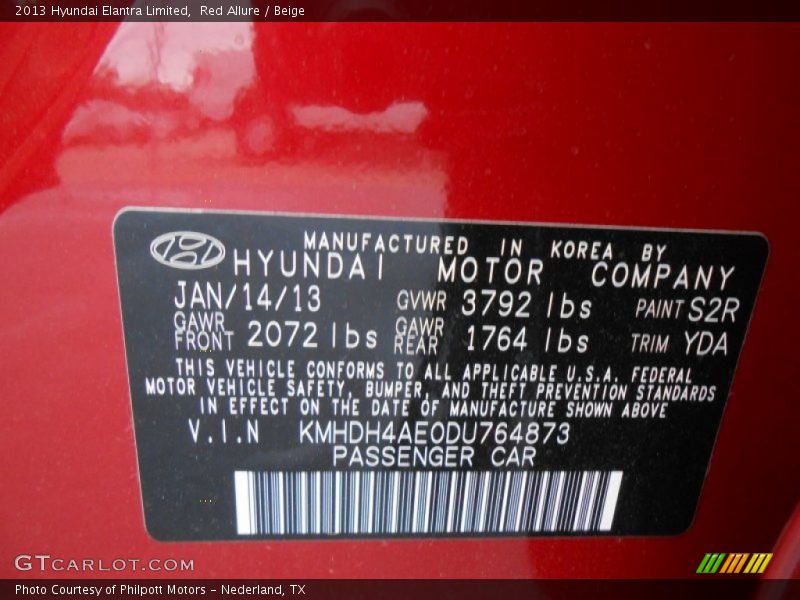 2013 Hyundai Elantra Limited, Red Allure / Beige
MANUFACTURED IN KOREA BY
HYUNDAI MOTOR COMPANY
JAN/14/13 GVWR 3792 lbs PAINT S2R
GAWR FRONT 2072 lbs GAWR REAR 1764 lbs TRIM YDA
THIS VEHICLE CONFORMS TO ALL APPLICABLE U.S.A. FEDERAL
MOTOR VEHICLE SAFETY, BUMPER, AND THEFT PREVENTION STANDARDS
IN EFFECT ON THE DATE OF MANUFACTURE SHOWN ABOVE
V.I.N KMHDH4AE0DU764873
PASSENGER CAR
GTCARLOT.COM
Photo Courtesy of Philpott Motors - Nederland, TX